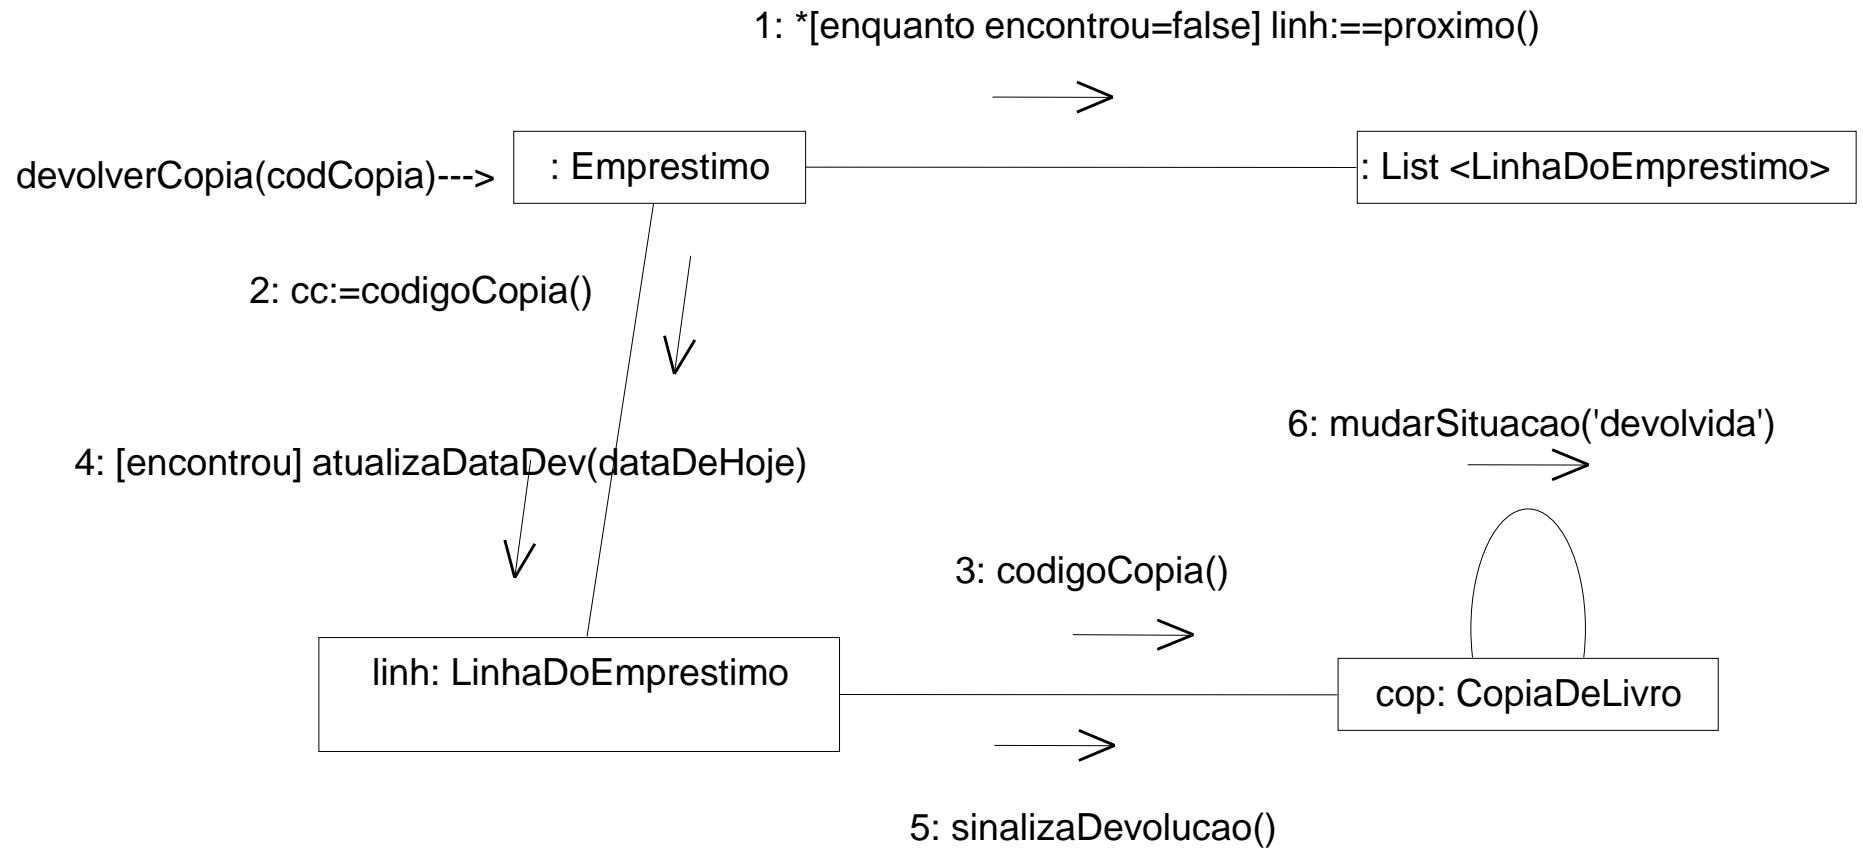 1: *[enquanto encontrou=false] linh:==proximo()
devolverCopia(codCopia)--->
: Emprestimo
: List <LinhaDoEmprestimo>
2: cc:=codigoCopia()
6: mudarSituacao('devolvida')
4: [encontrou] atualizaDataDev(dataDeHoje)
3: codigoCopia()
linh: LinhaDoEmprestimo
cop: CopiaDeLivro
5: sinalizaDevolucao()